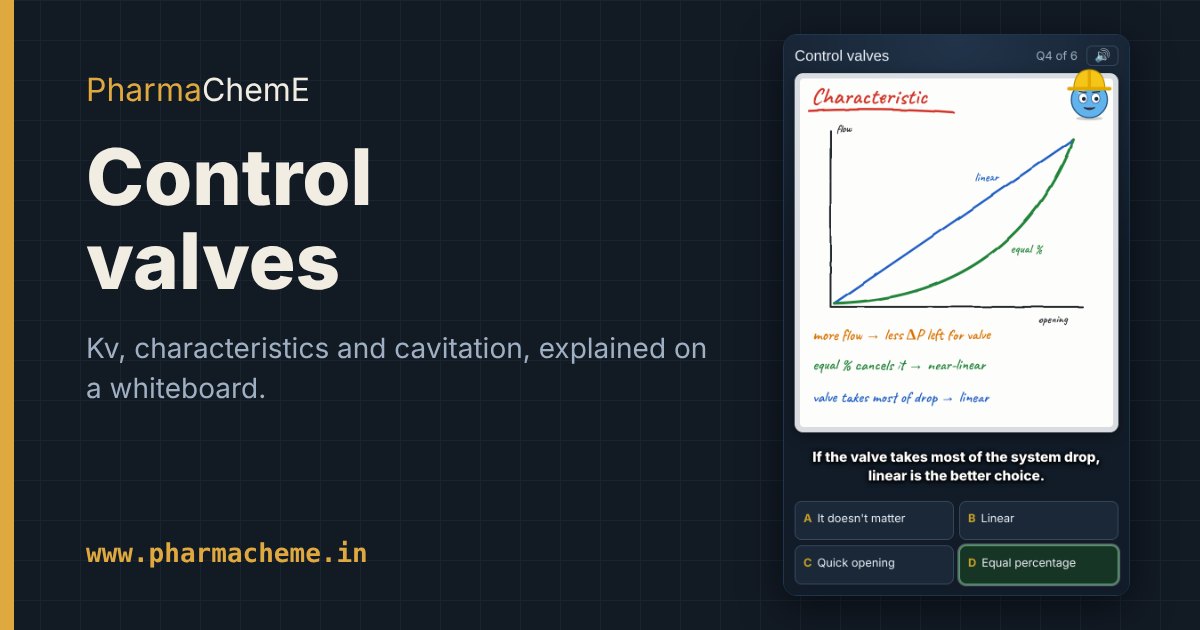 PharmaChemE
Control
valves
Kv, characteristics and cavitation, explained on
a whiteboard.
www.pharmacheme.in
Control valves
Q4 of 6
Characteristic
flow
linear
equal %
opening
more flow → less ΔP left for valve
equal % cancels it → near-linear
valve takes most of drop → linear
If the valve takes most of the system drop,
linear is the better choice.
A It doesn't matter
B Linear
C Quick opening
D Equal percentage